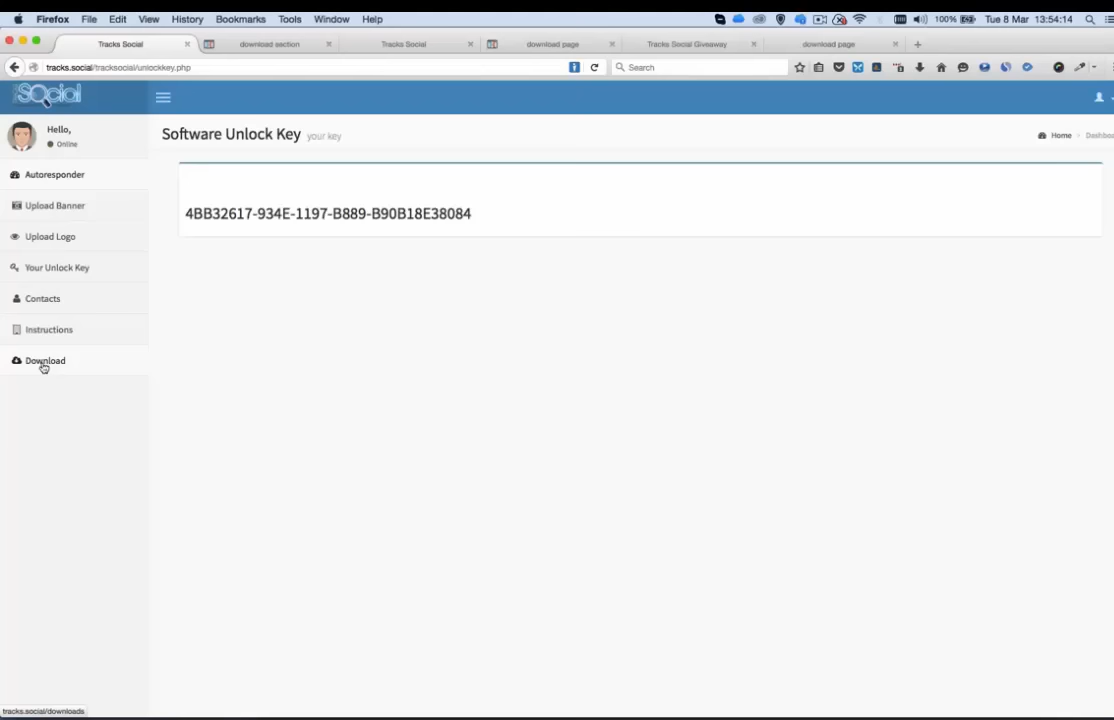 Firefox File Edit View History Bookmarks Tools Window Help 100% Tue 8 Mar 13:54:14
Tracks Social download section Tracks Social download page Tracks Social Giveaway download page
tracks.social/tracksocial/unlockkey.php Search
Social
Hello,
Online
Software Unlock Key your key
Home Dashboa
Autoresponder
Upload Banner
4BB32617-934E-1197-B889-B90B18E38084
Upload Logo
Your Unlock Key
Contacts
Instructions
Download
tracks.social/downloads